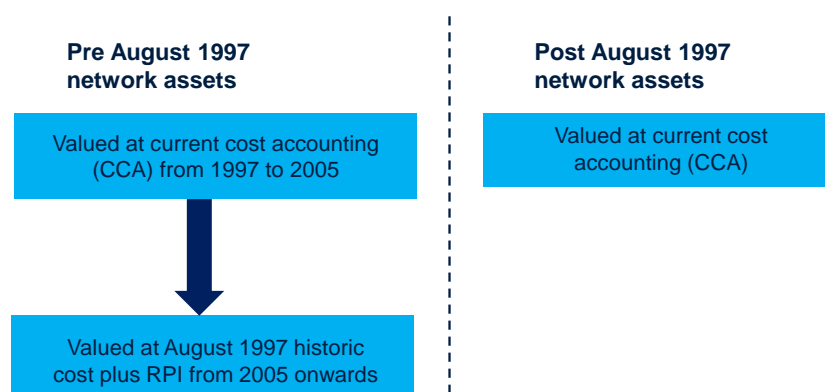 Pre August 1997
network assets
Valued at current cost accounting
(CCA) from 1997 to 2005
Valued at August 1997 historic
cost plus RPI from 2005 onwards
Post August 1997
network assets
Valued at current cost
accounting (CCA)